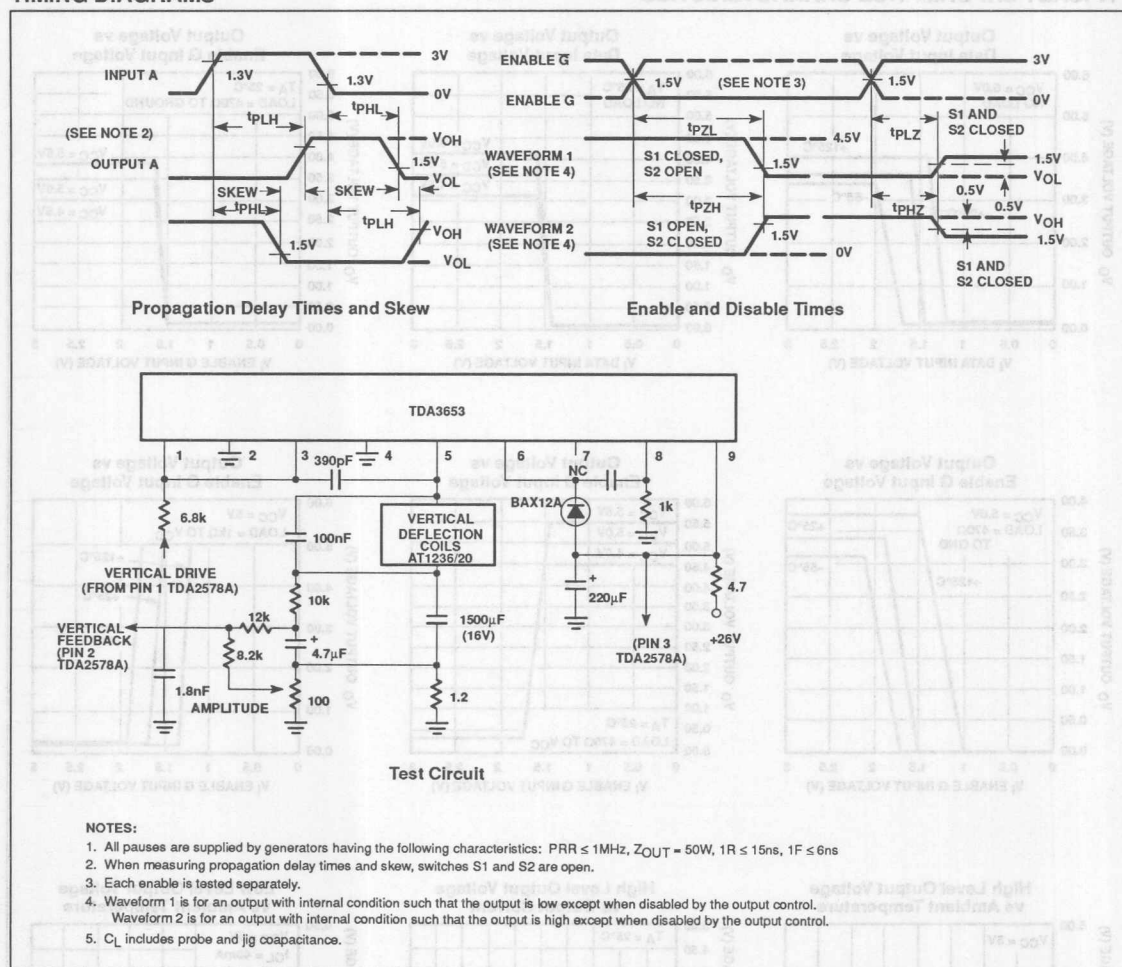 TIMING DIAGRAMS
INPUT A
1.3V
1.3V
3V
0V
tPLH
tPHL
(SEE NOTE 2)
OUTPUT A
VOH
1.5V
VOL
SKEW
SKEW
tPHL
tPLH
1.5V
VOH
VOL
Propagation Delay Times and Skew
ENABLE G̅
ENABLE G
1.5V
(SEE NOTE 3)
1.5V
3V
0V
tPZL
tPLZ
S1 AND
S2 CLOSED
WAVEFORM 1
(SEE NOTE 4)
S1 CLOSED,
S2 OPEN
4.5V
1.5V
1.5V
VOL
0.5V
0.5V
tPZH
tPHZ
WAVEFORM 2
(SEE NOTE 4)
S1 OPEN,
S2 CLOSED
1.5V
0V
VOH
1.5V
S1 AND
S2 CLOSED
Enable and Disable Times
TDA3653
1 2 3 4 5 6 7 8 9
390pF
NC
6.8k
100nF
VERTICAL
DEFLECTION
COILS
AT1236/20
BAX12A
1k
VERTICAL DRIVE
(FROM PIN 1 TDA2578A)
10k
220µF
+
4.7
12k
1500µF
(16V)
VERTICAL
FEEDBACK
(PIN 2
TDA2578A)
+
4.7µF
(PIN 3
TDA2578A)
+26V
8.2k
1.8nF
AMPLITUDE
100
1.2
Test Circuit
NOTES:
1. All pauses are supplied by generators having the following characteristics: PRR ≤ 1MHz, ZOUT = 50W, 1R ≤ 15ns, 1F ≤ 6ns
2. When measuring propagation delay times and skew, switches S1 and S2 are open.
3. Each enable is tested separately.
4. Waveform 1 is for an output with internal condition such that the output is low except when disabled by the output control.
Waveform 2 is for an output with internal condition such that the output is high except when disabled by the output control.
5. CL includes probe and jig coapacitance.